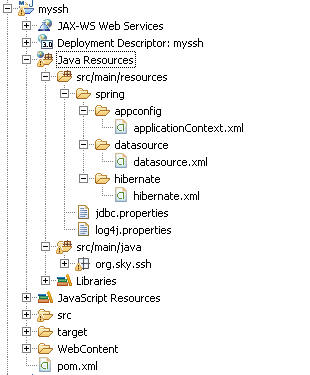 myssh
JAX-WS Web Services
Deployment Descriptor: myssh
Java Resources
src/main/resources
spring
appconfig
applicationContext.xml
datasource
datasource.xml
hibernate
hibernate.xml
jdbc.properties
log4j.properties
src/main/java
org.sky.ssh
Libraries
JavaScript Resources
src
target
WebContent
pom.xml